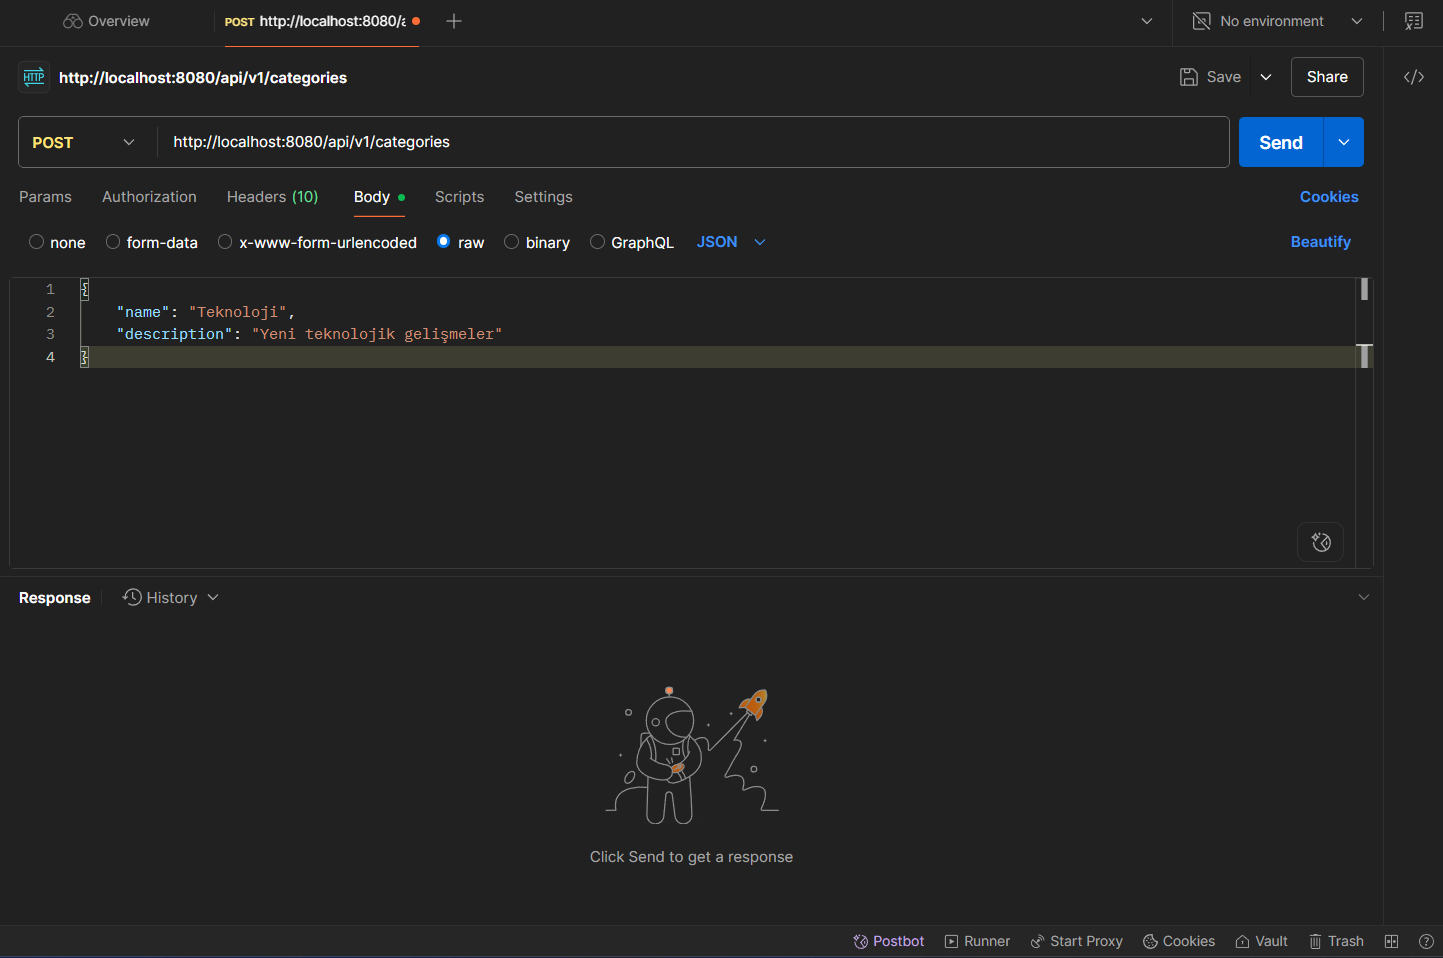 Overview
POST http://localhost:8080/a
No environment
HTTP http://localhost:8080/api/v1/categories
Save
Share
POST
http://localhost:8080/api/v1/categories
Send
Params
Authorization
Headers (10)
Body
Scripts
Settings
Cookies
none
form-data
x-www-form-urlencoded
raw
binary
GraphQL
JSON
Beautify
1 {
2 "name": "Teknoloji",
3 "description": "Yeni teknolojik gelişmeler"
4 }
Response
History
Click Send to get a response
Postbot
Runner
Start Proxy
Cookies
Vault
Trash